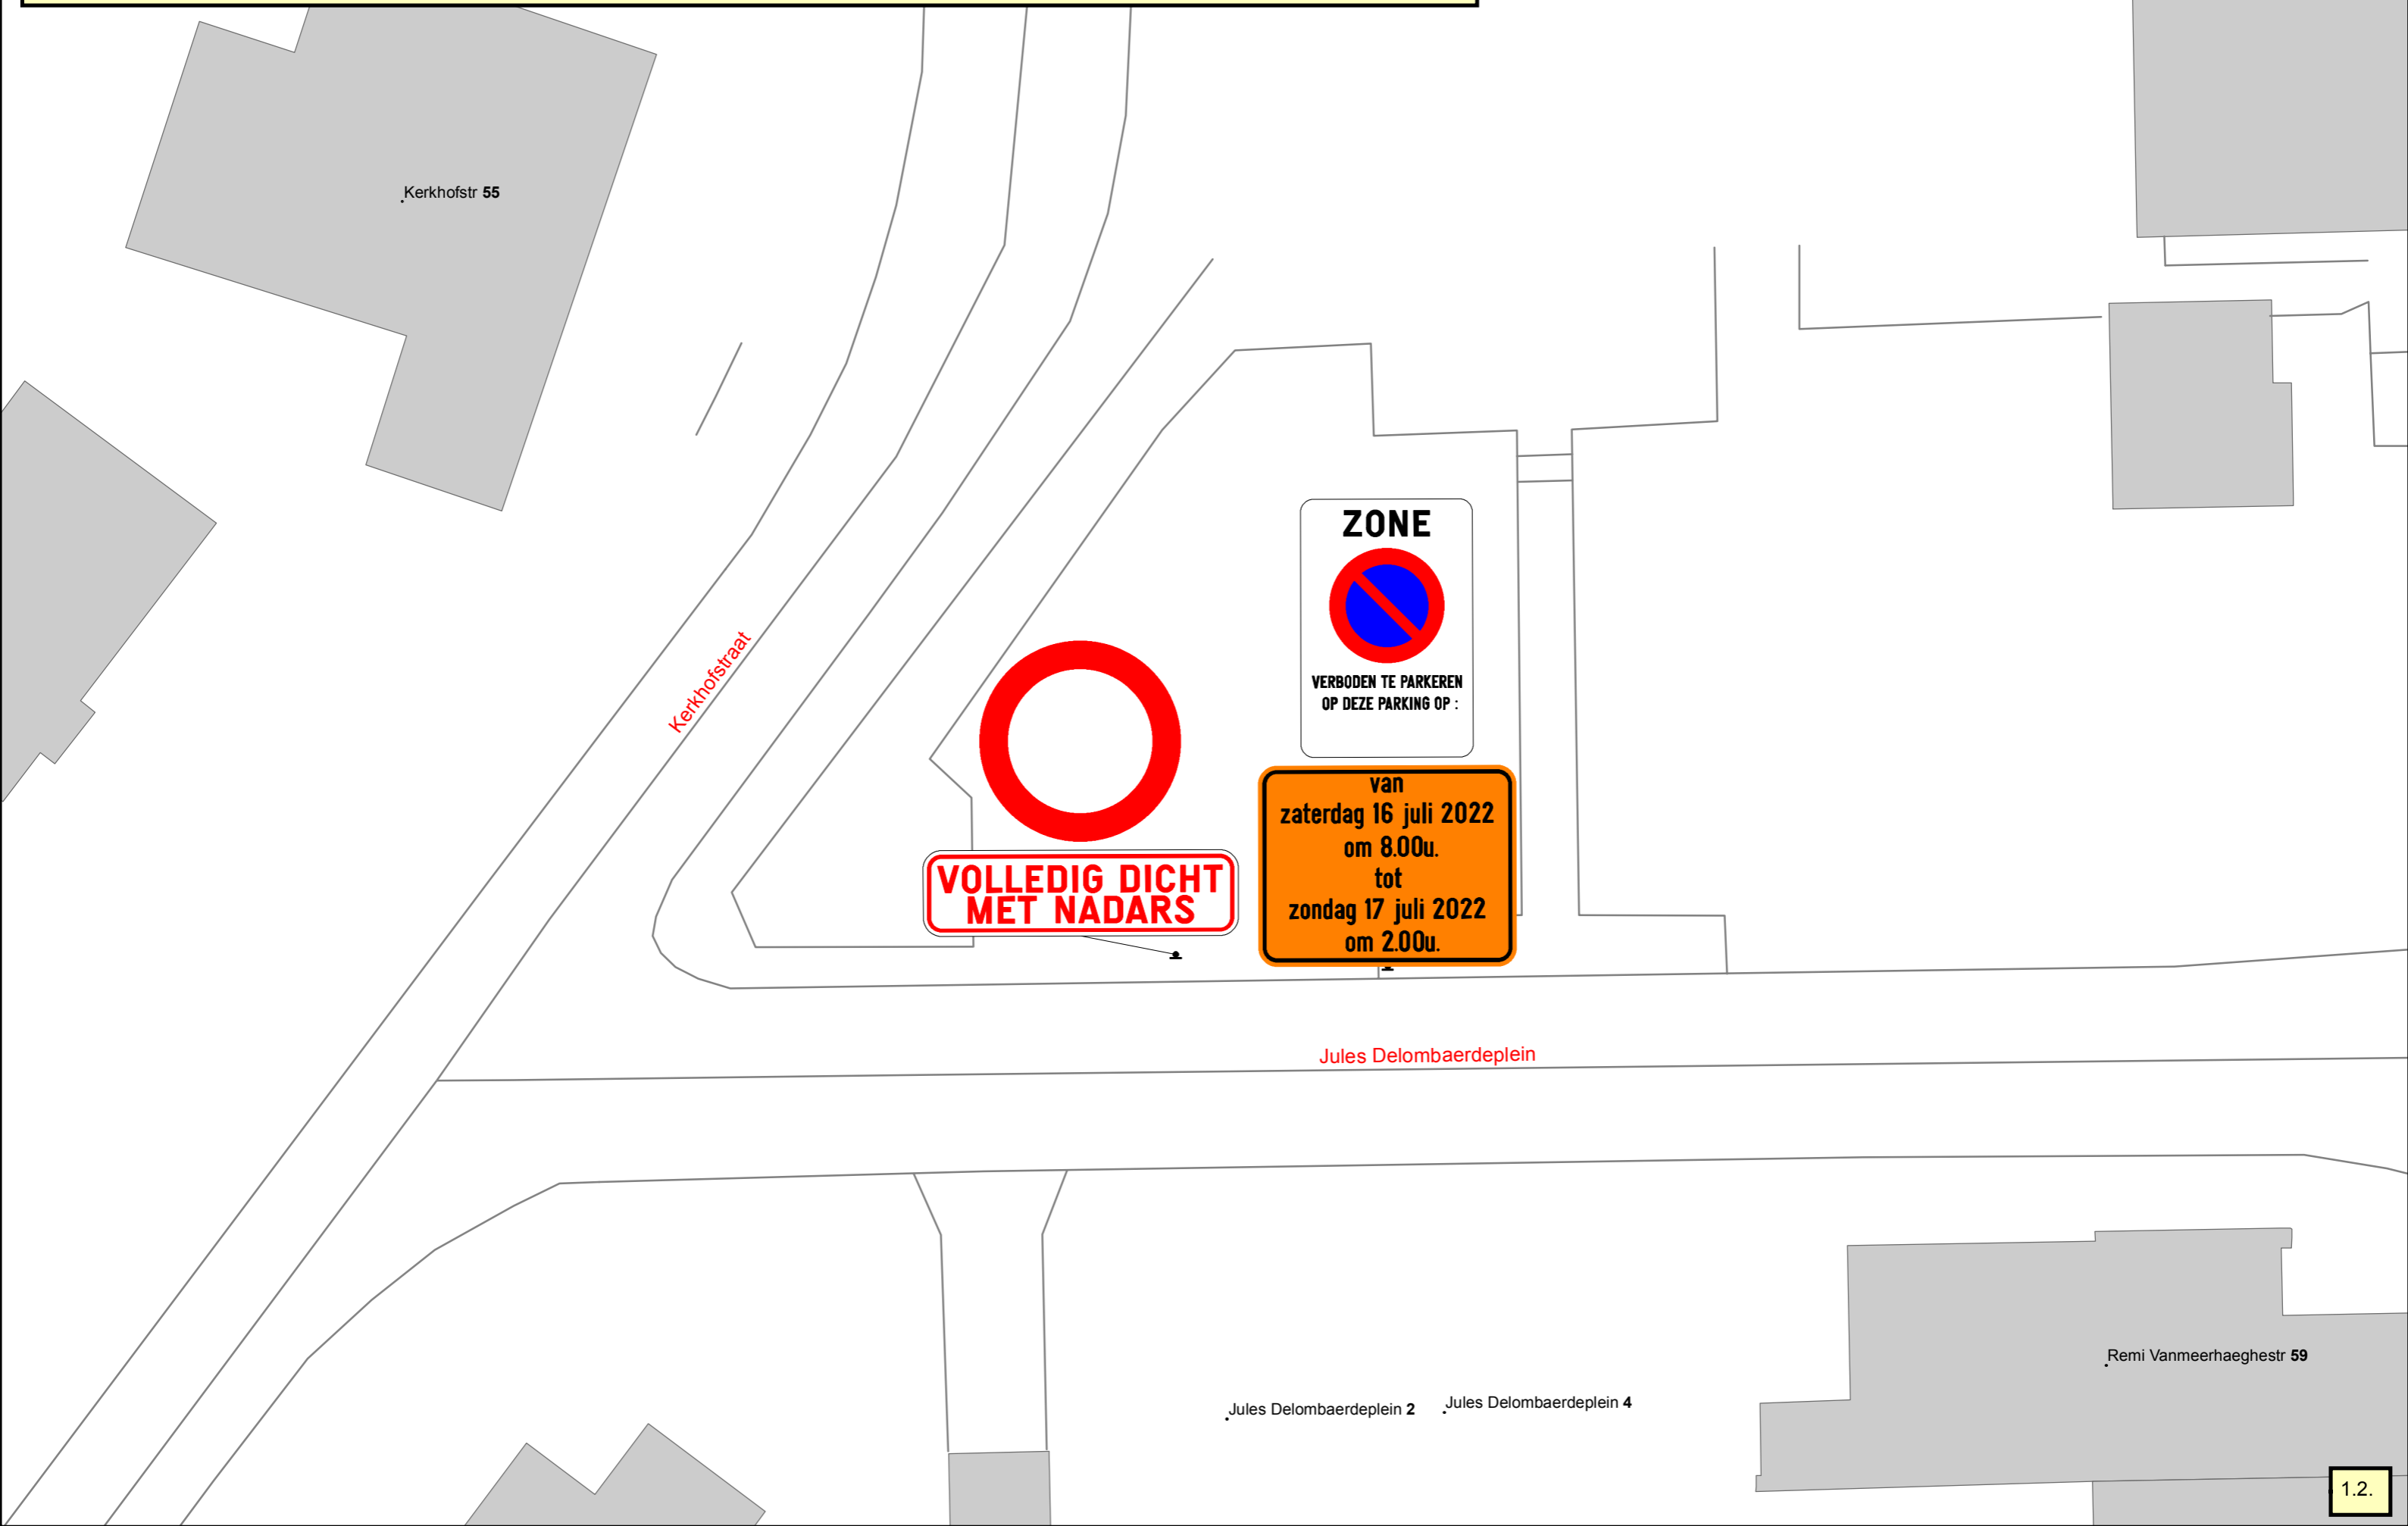 Kerkhofstr 55
ZONE
VERBODEN TE PARKEREN
OP DEZE PARKING OP :
Kerkhofstraat
van
zaterdag 16 juli 2022
om 8.00u.
tot
zondag 17 juli 2022
om 2.00u.
VOLLEDIG DICHT
MET NADARS
Jules Delombaerdeplein
Remi Vanmeerhaeghestr 59
Jules Delombaerdeplein 2
Jules Delombaerdeplein 4
1.2.